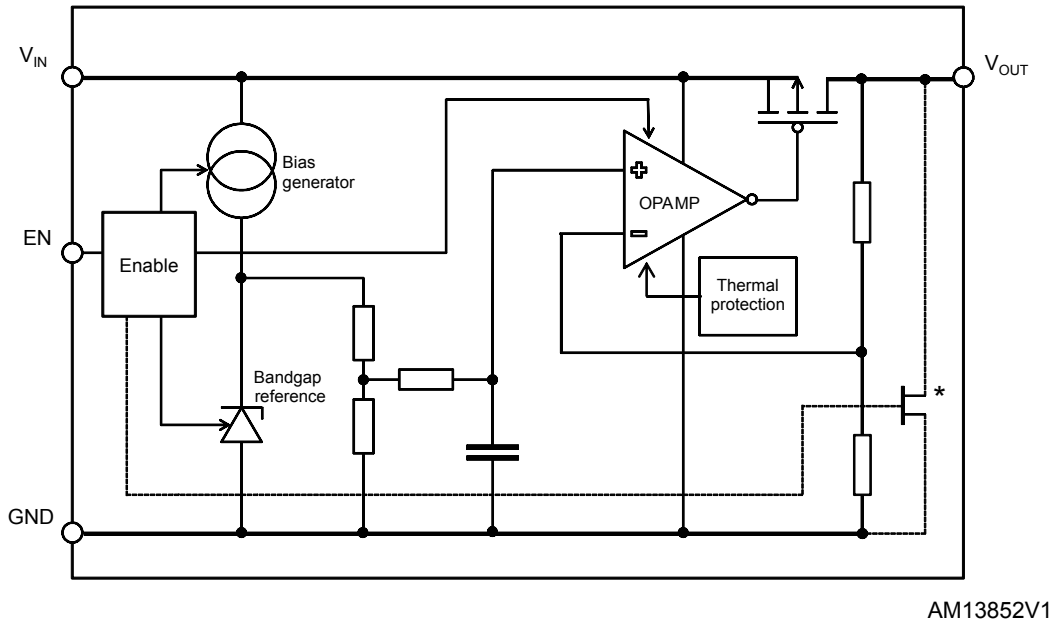 V_IN
V_OUT
Bias
generator
OPAMP
EN
Enable
Thermal
protection
Bandgap
reference
*
GND
AM13852V1